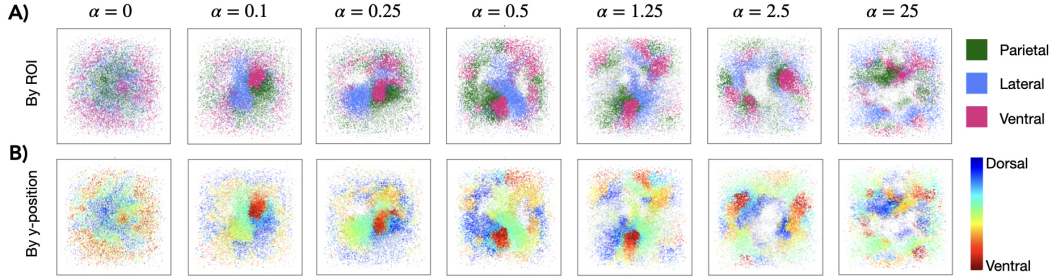 A) α = 0 α = 0.1 α = 0.25 α = 0.5 α = 1.25 α = 2.5 α = 25
By ROI
Parietal
Lateral
Ventral
B)
By y-position
Dorsal
Ventral